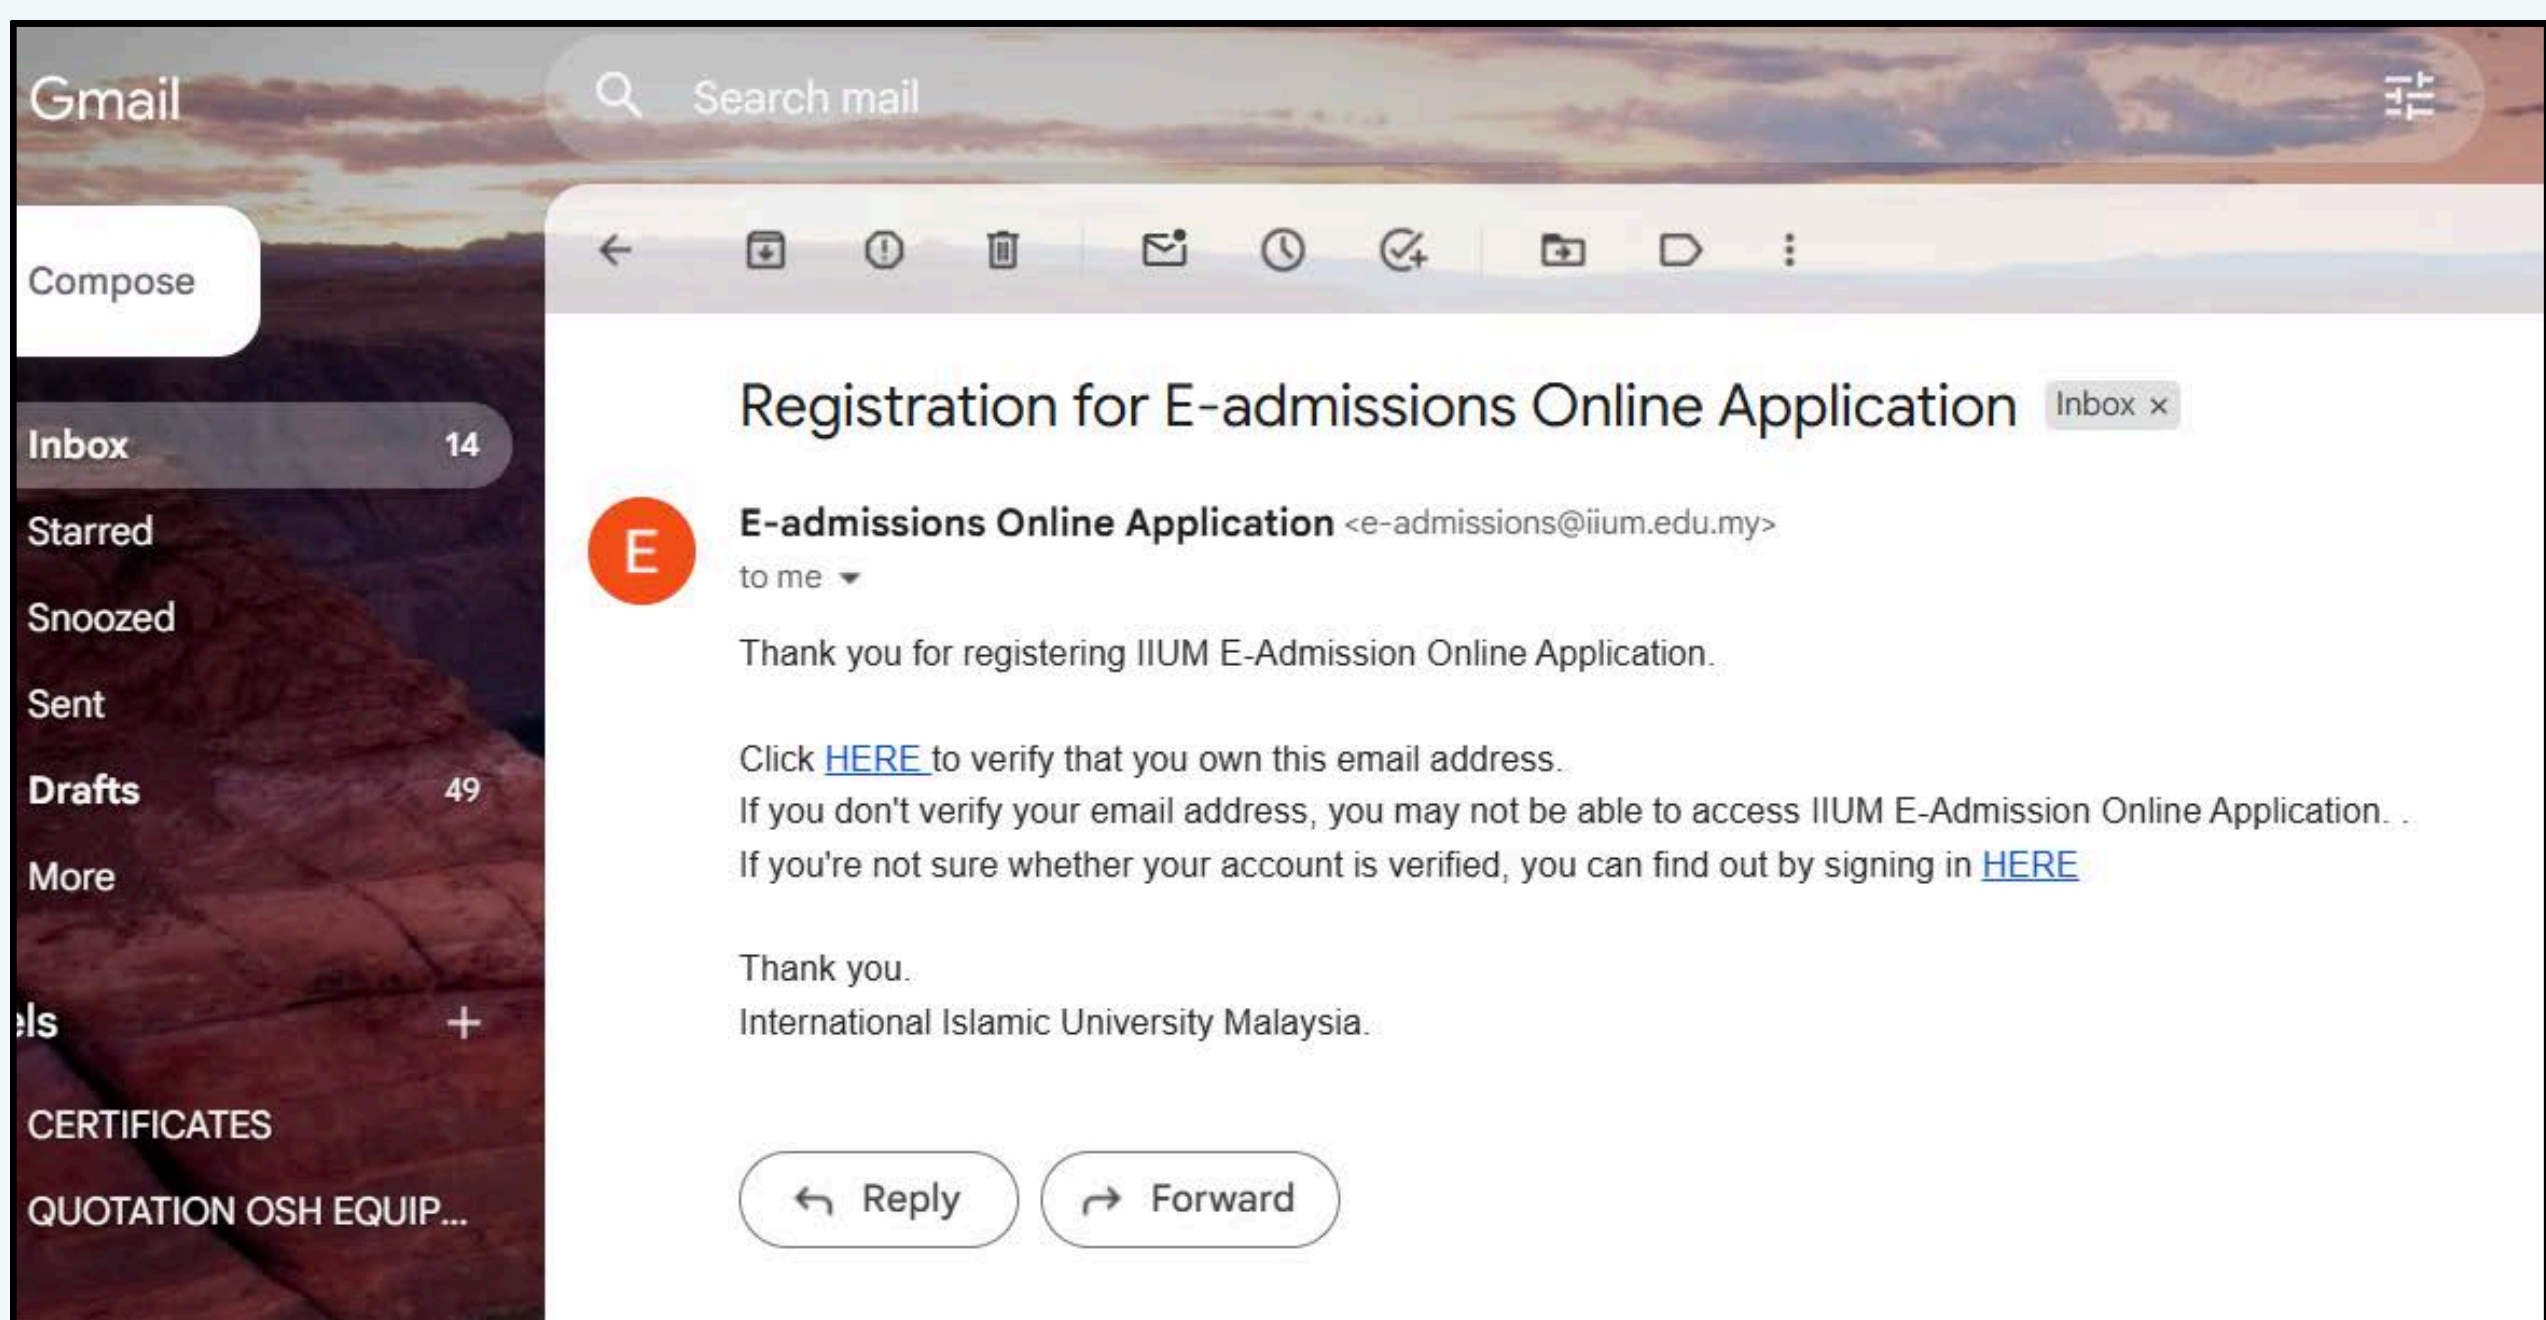 Gmail
Search mail
Compose
Inbox 14
Starred
Snoozed
Sent
Drafts 49
More
els +
CERTIFICATES
QUOTATION OSH EQUIP...
Registration for E-admissions Online Application Inbox ×
E
E-admissions Online Application <e-admissions@iium.edu.my>
to me
Thank you for registering IIUM E-Admission Online Application.
Click HERE to verify that you own this email address.
If you don't verify your email address, you may not be able to access IIUM E-Admission Online Application. .
If you're not sure whether your account is verified, you can find out by signing in HERE
Thank you.
International Islamic University Malaysia.
Reply
Forward